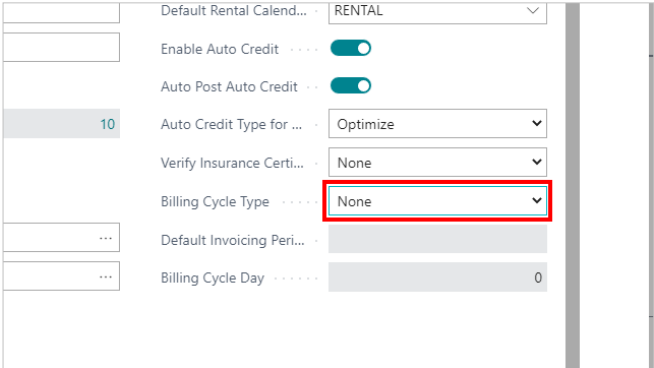 Default Rental Calend... RENTAL
Enable Auto Credit
Auto Post Auto Credit
10 Auto Credit Type for ... Optimize
Verify Insurance Certi... None
Billing Cycle Type None
... Default Invoicing Peri...
... Billing Cycle Day 0